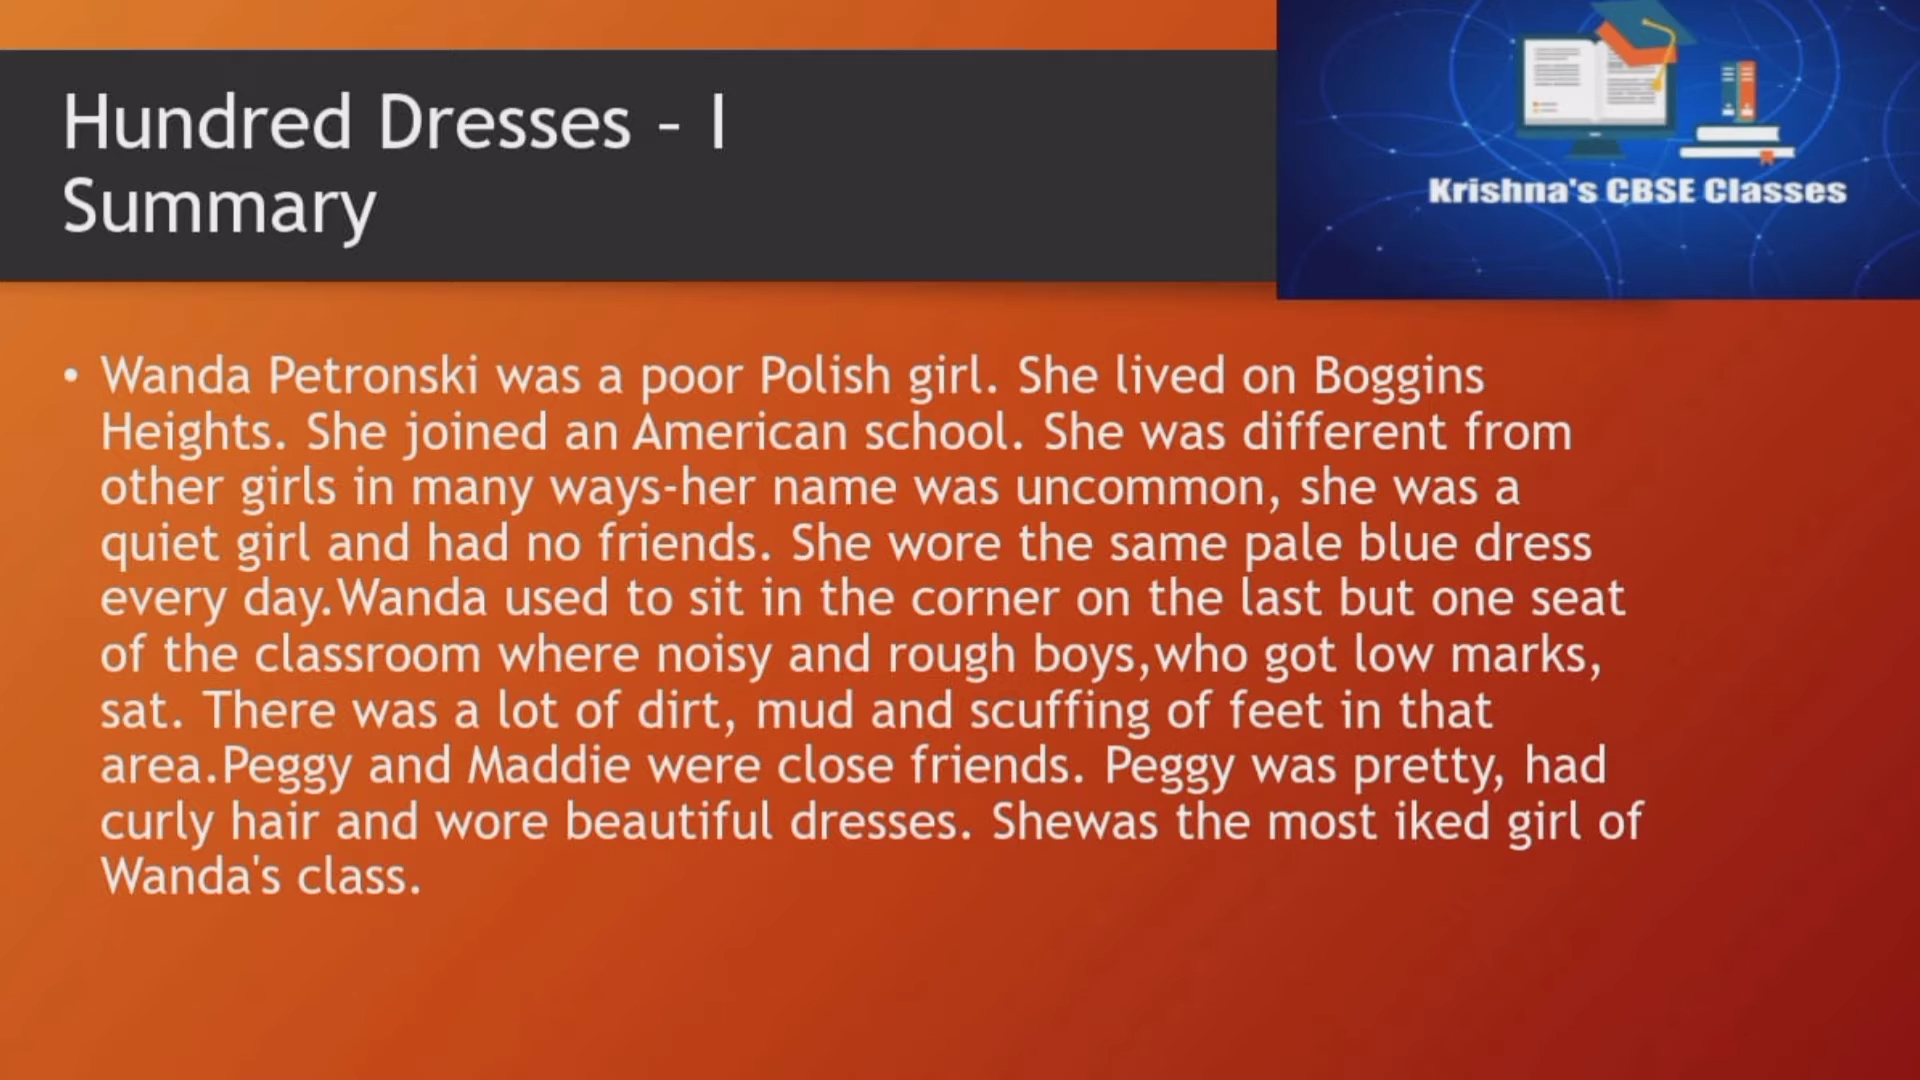 Hundred Dresses - I
Summary
Krishna's CBSE Classes
• Wanda Petronski was a poor Polish girl. She lived on Boggins
Heights. She joined an American school. She was different from
other girls in many ways-her name was uncommon, she was a
quiet girl and had no friends. She wore the same pale blue dress
every day.Wanda used to sit in the corner on the last but one seat
of the classroom where noisy and rough boys,who got low marks,
sat. There was a lot of dirt, mud and scuffing of feet in that
area.Peggy and Maddie were close friends. Peggy was pretty, had
curly hair and wore beautiful dresses. Shewas the most iked girl of
Wanda's class.